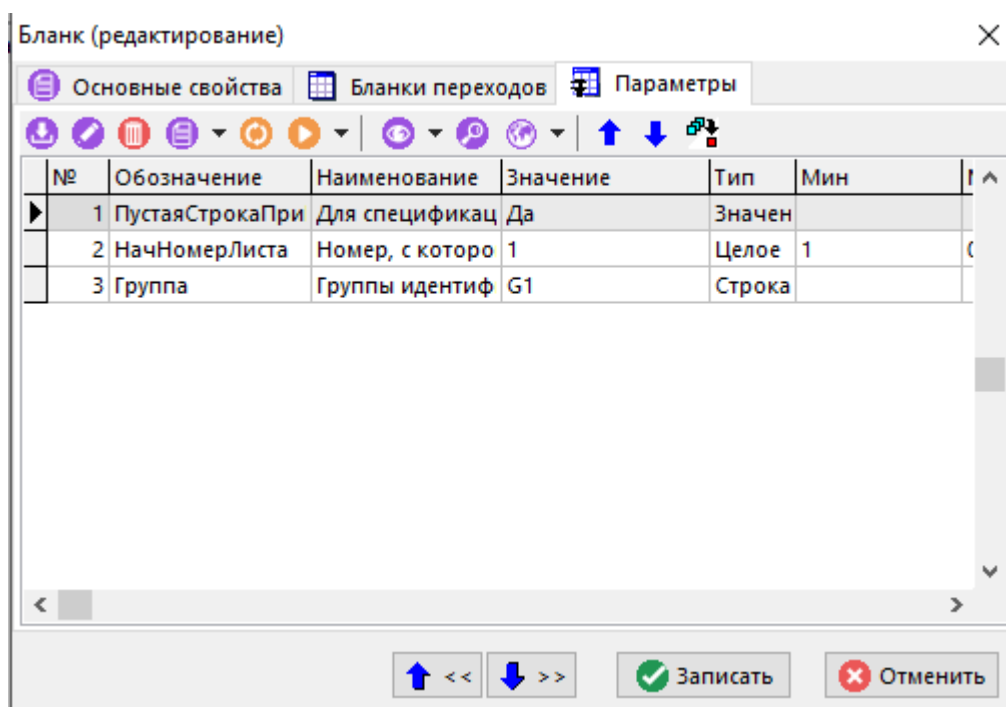 Бланк (редактирование)
Основные свойства Бланки переходов Параметры
№ Обозначение Наименование Значение Тип Мин
1 ПустаяСтрокаПри Для спецификац Да Значен
2 НачНомерЛиста Номер, с которо 1 Целое 1
3 Группа Группы идентиф G1 Строка
<< >> Записать Отменить